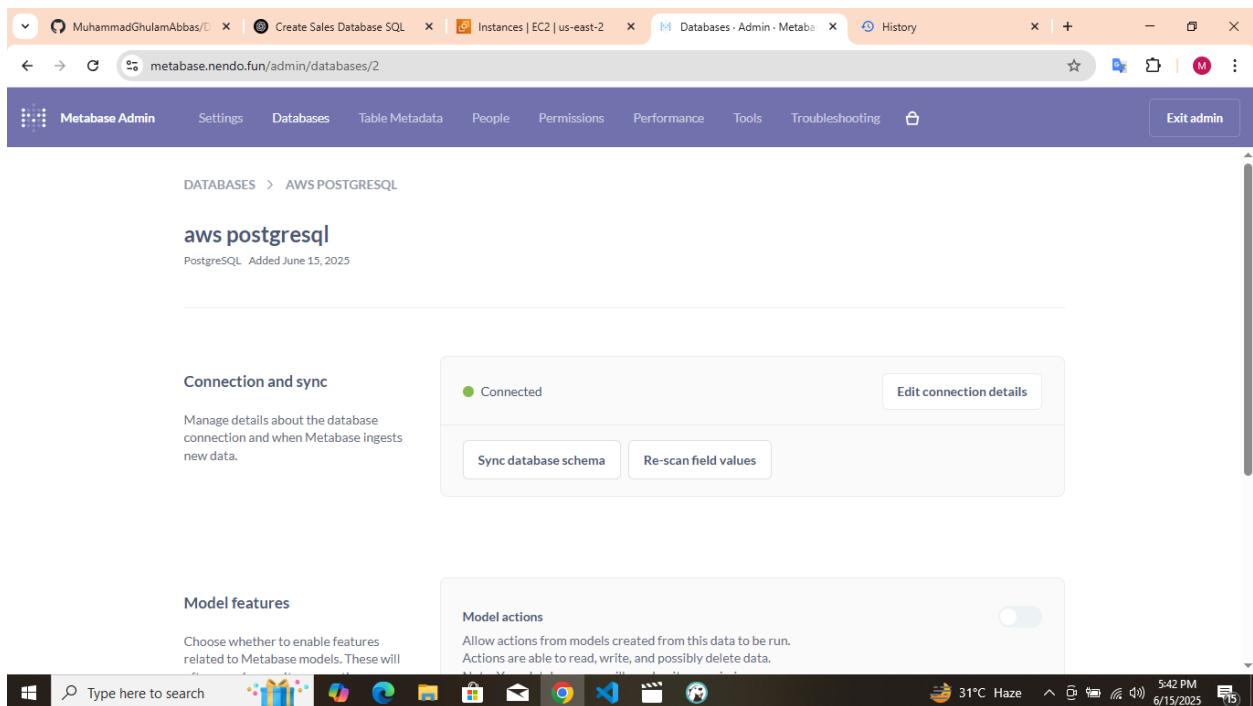 MuhammadGhulamAbbas/D
Create Sales Database SQL
Instances | EC2 | us-east-2
Databases · Admin · Metaba
History
metabase.nendo.fun/admin/databases/2
M
Metabase Admin
Settings
Databases
Table Metadata
People
Permissions
Performance
Tools
Troubleshooting
Exit admin
DATABASES > AWS POSTGRESQL
aws postgresql
PostgreSQL Added June 15, 2025
Connection and sync
Manage details about the database
connection and when Metabase ingests
new data.
Connected
Edit connection details
Sync database schema
Re-scan field values
Model features
Choose whether to enable features
related to Metabase models. These will
Model actions
Allow actions from models created from this data to be run.
Actions are able to read, write, and possibly delete data.
Type here to search
31°C Haze
5:42 PM
6/15/2025
15